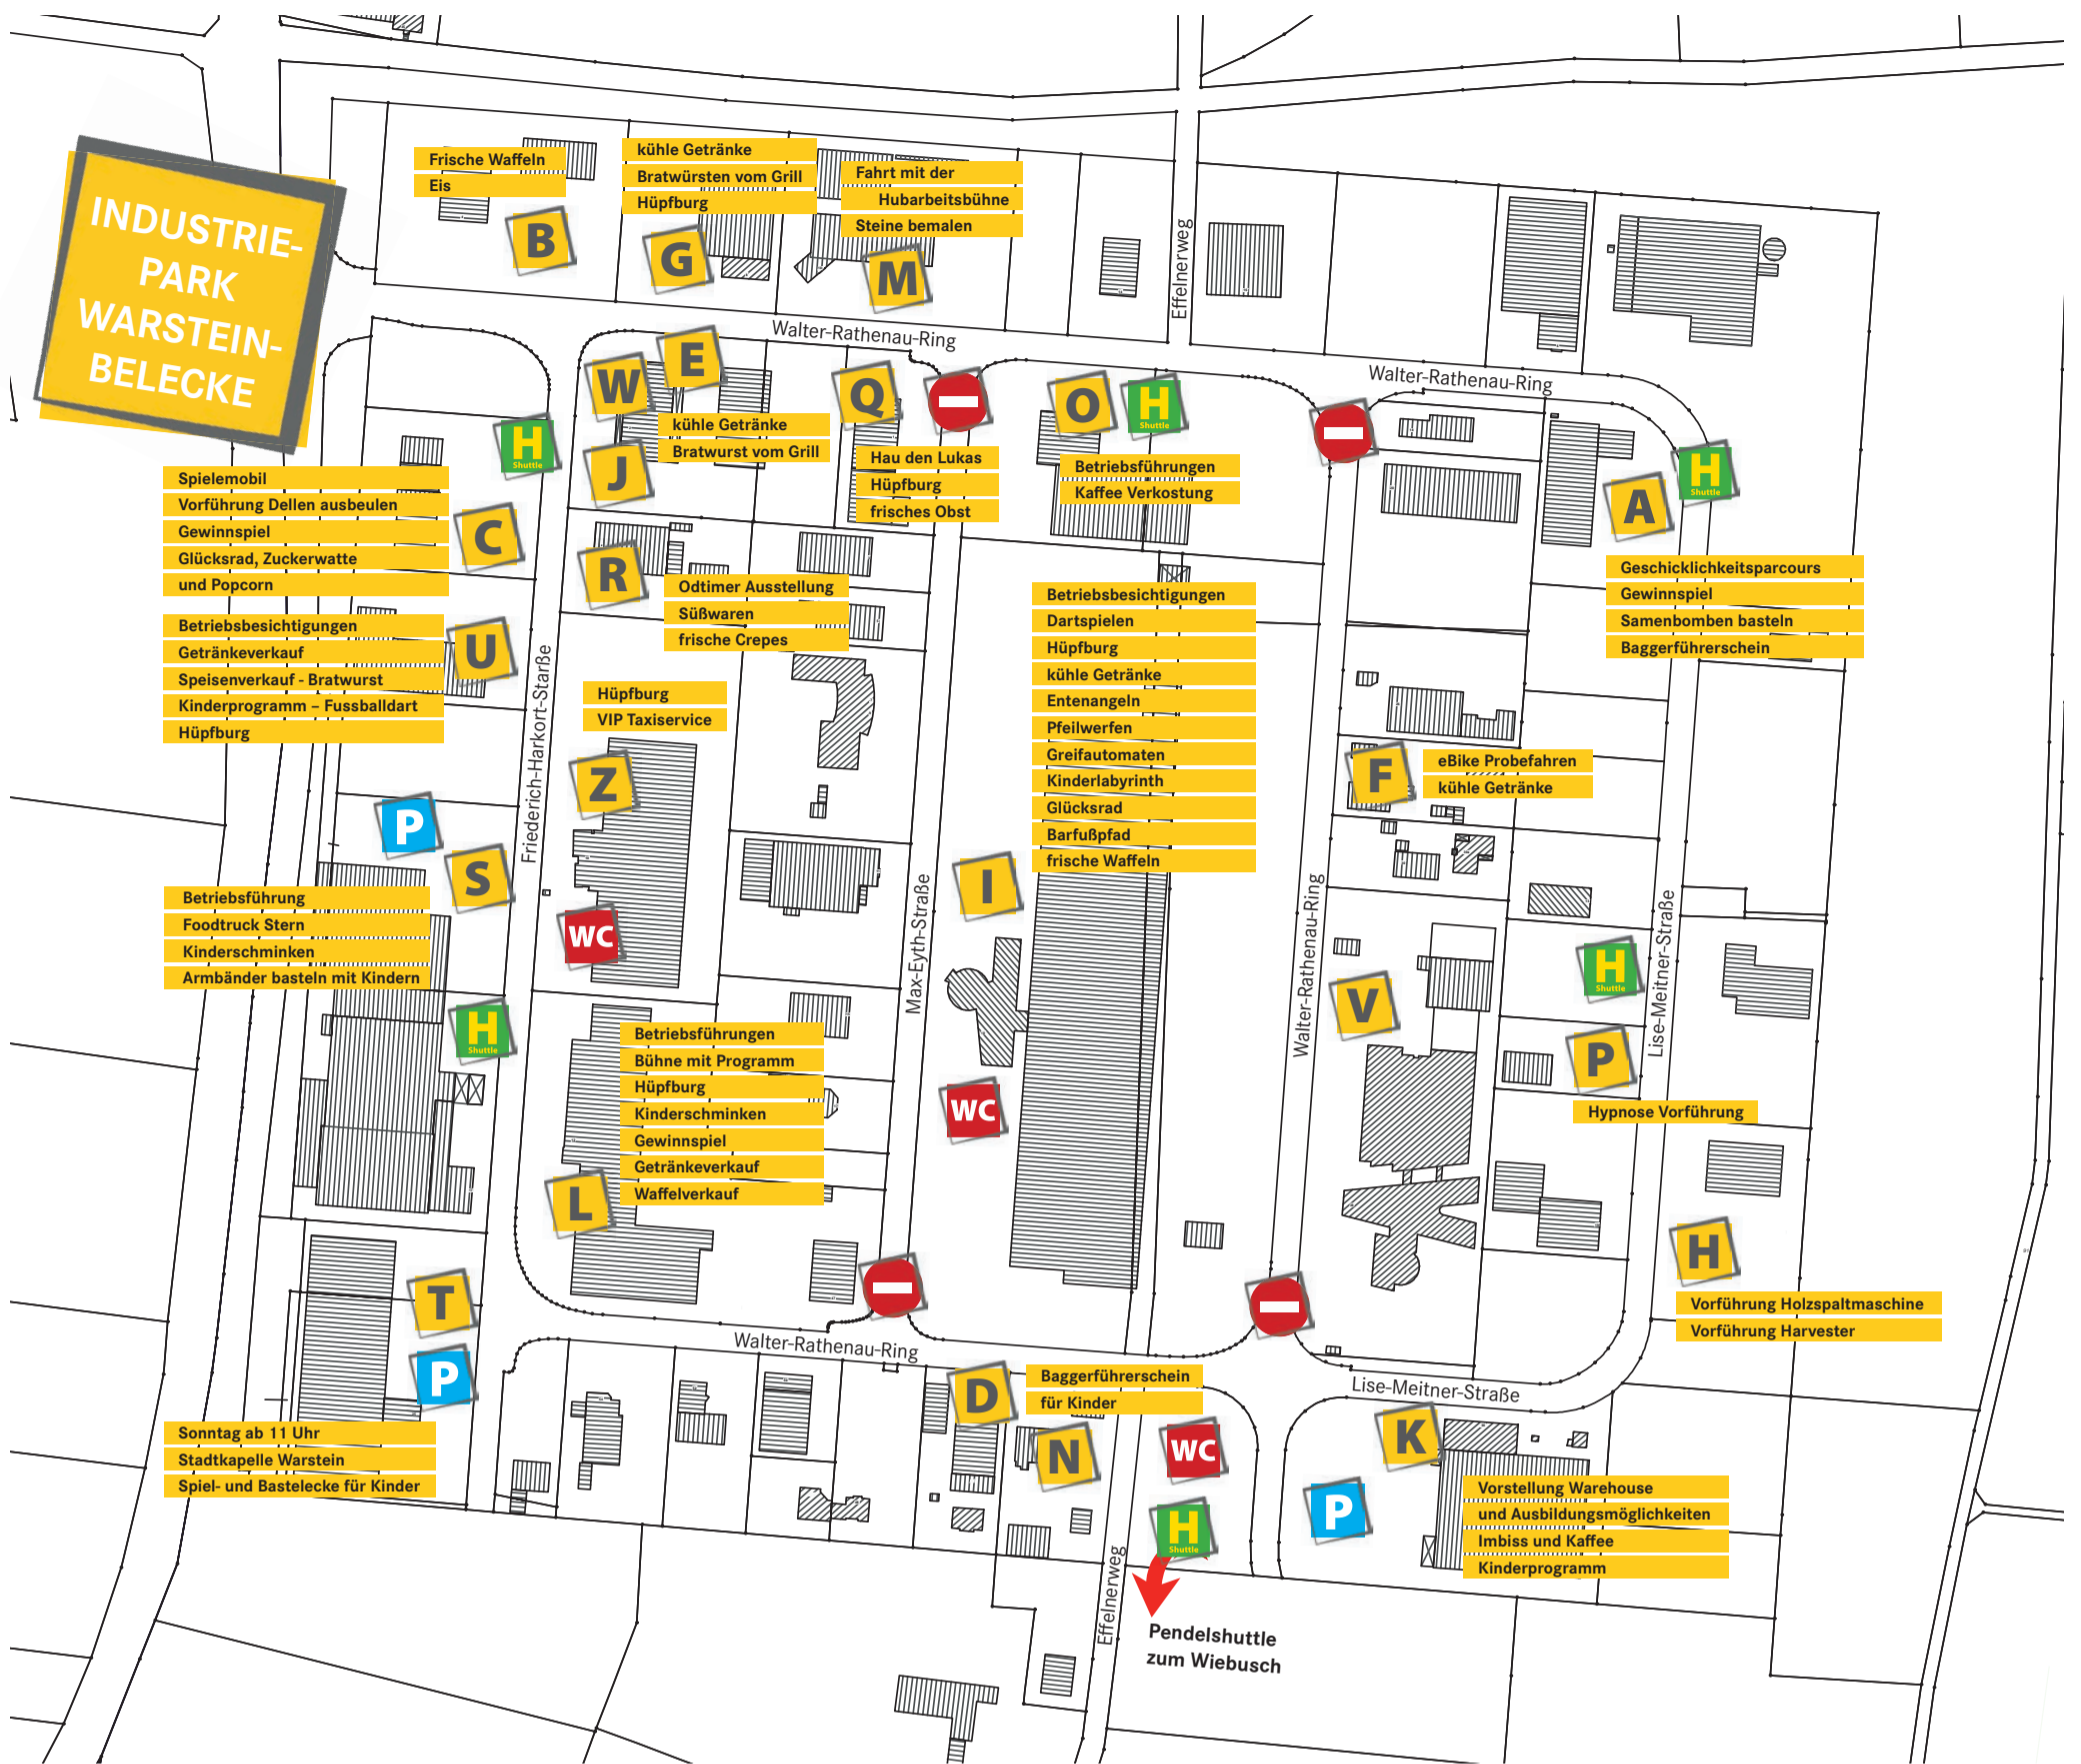 INDUSTRIE-
PARK
WARSTEIN-
BELECKE
Frische Waffeln
Eis
B
kühle Getränke
Bratwürsten vom Grill
Hüpfburg
G
Fahrt mit der
Hubarbeitsbühne
Steine bemalen
M
Effelnerweg
Walter-Rathenau-Ring
Walter-Rathenau-Ring
W
E
kühle Getränke
Bratwurst vom Grill
J
Q
Hau den Lukas
Hüpfburg
frisches Obst
O
H
Shuttle
Betriebsführungen
Kaffee Verkostung
H
Shuttle
H
Shuttle
A
Geschicklichkeitsparcours
Gewinnspiel
Samenbomben basteln
Baggerführerschein
Spielemobil
Vorführung Dellen ausbeulen
Gewinnspiel
Glücksrad, Zuckerwatte
und Popcorn
C
R
Odtimer Ausstellung
Süßwaren
frische Crepes
Betriebsbesichtigungen
Getränkeverkauf
Speisenverkauf - Bratwurst
Kinderprogramm – Fussballdart
Hüpfburg
U
Friederich-Harkort-Starße
Hüpfburg
VIP Taxiservice
Z
Betriebsbesichtigungen
Dartspielen
Hüpfburg
kühle Getränke
Entenangeln
Pfeilwerfen
Greifautomaten
Kinderlabyrinth
Glücksrad
Barfußpfad
frische Waffeln
I
F
eBike Probefahren
kühle Getränke
P
S
Betriebsführung
Foodtruck Stern
Kinderschminken
Armbänder basteln mit Kindern
WC
Max-Eyth-Straße
Walter-Rathenau-Ring
Lise-Meitner-Straße
H
Shuttle
V
H
Shuttle
P
Hypnose Vorführung
Betriebsführungen
Bühne mit Programm
Hüpfburg
Kinderschminken
Gewinnspiel
Getränkeverkauf
Waffelverkauf
L
WC
H
Vorführung Holzspaltmaschine
Vorführung Harvester
T
P
Sonntag ab 11 Uhr
Stadtkapelle Warstein
Spiel- und Bastelecke für Kinder
Walter-Rathenau-Ring
D
Baggerführerschein
für Kinder
N
WC
H
Shuttle
Lise-Meitner-Straße
K
P
Vorstellung Warehouse
und Ausbildungsmöglichkeiten
Imbiss und Kaffee
Kinderprogramm
Effelnerweg
Pendelshuttle
zum Wiebusch